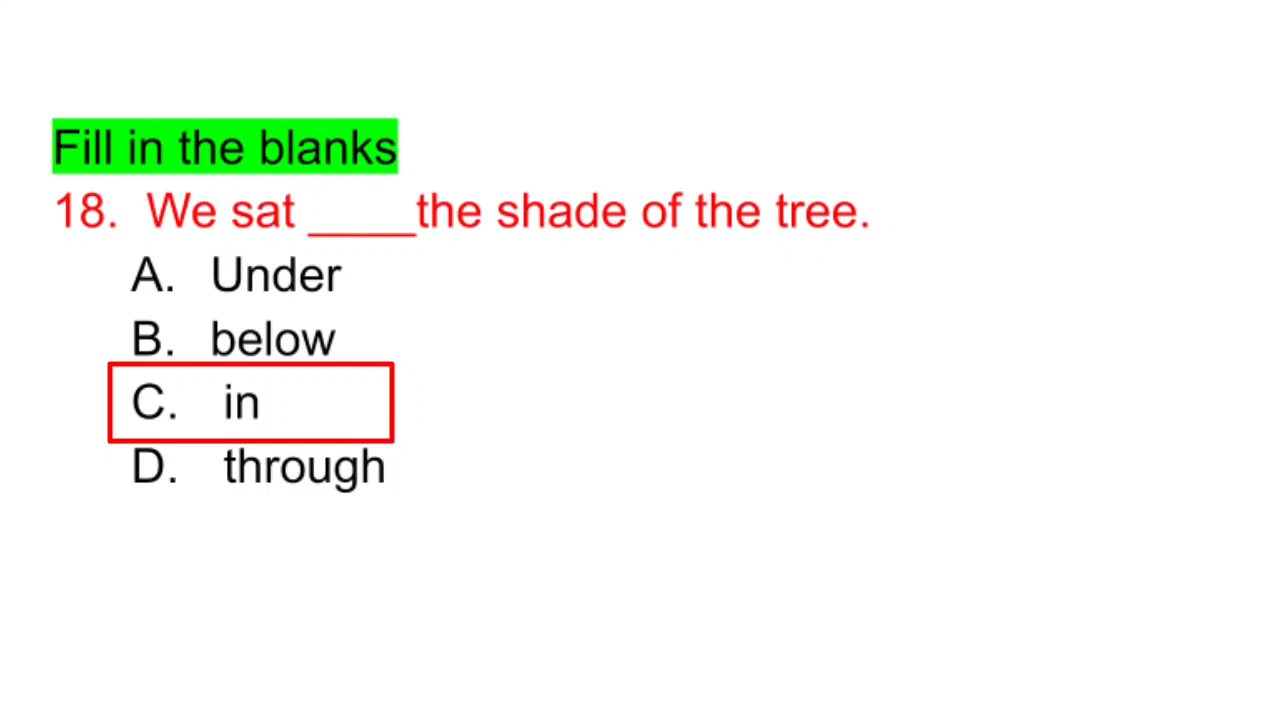 Fill in the blanks
18. We sat ____the shade of the tree.
A. Under
B. below
C. in
D. through